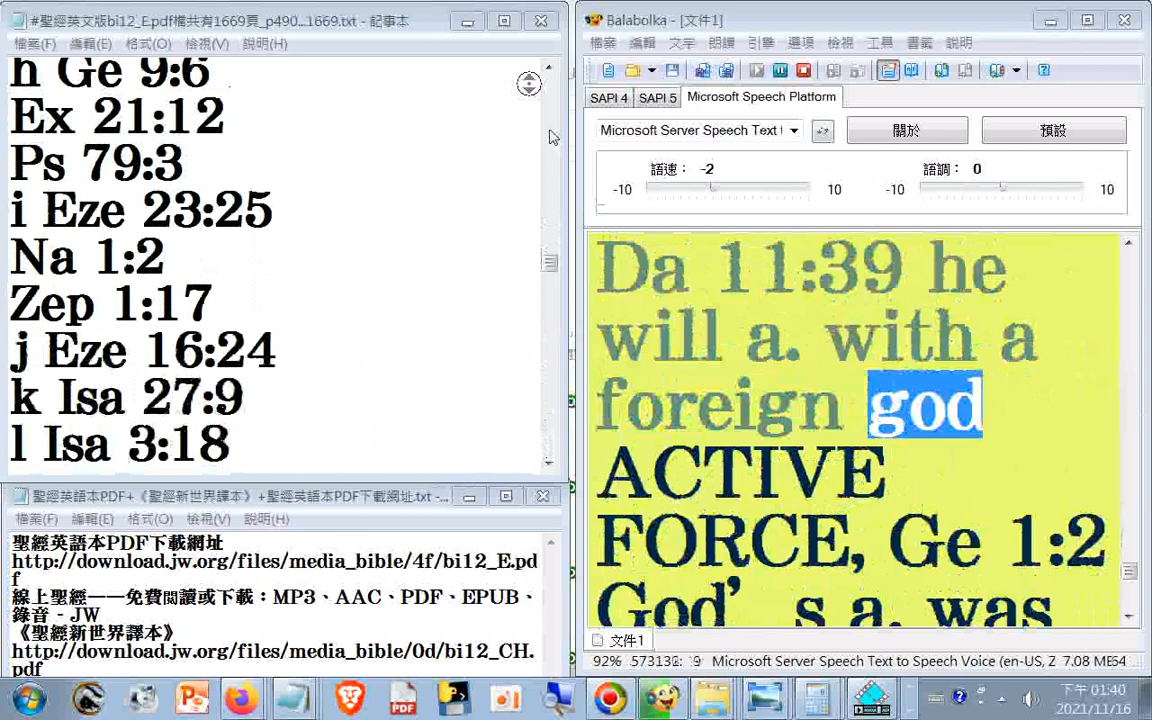 #聖經英文版bi12_E.pdf檔共有1669頁_p490...1669.txt - 記事本
檔案(F) 編輯(E) 格式(O) 檢視(V) 說明(H)
h Ge 9:6
Ex 21:12
Ps 79:3
i Eze 23:25
Na 1:2
Zep 1:17
j Eze 16:24
k Isa 27:9
l Isa 3:18
聖經英語本PDF+《聖經新世界譯本》+聖經英語本PDF下載網址.txt -...
檔案(F) 編輯(E) 格式(O) 檢視(V) 說明(H)
聖經英語本PDF下載網址
http://download.jw.org/files/media_bible/4f/bi12_E.pd
f
線上聖經——免費閱讀或下載：MP3、AAC、PDF、EPUB、
錄音 - JW
《聖經新世界譯本》
http://download.jw.org/files/media_bible/0d/bi12_CH.
pdf
Balabolka - [文件1]
檔案 編輯 文字 朗讀 引擎 選項 檢視 工具 書籤 說明
SAPI 4 SAPI 5 Microsoft Speech Platform
Microsoft Server Speech Text 關於 預設
語速： -2 語調： 0
-10 10 -10 10
Da 11:39 he
will a. with a
foreign god
ACTIVE
FORCE, Ge 1:2
God’s a. was
文件1
92% Microsoft Server Speech Text to Speech Voice (en-US, Z 7.08 MB
下午 01:40
2021/11/16